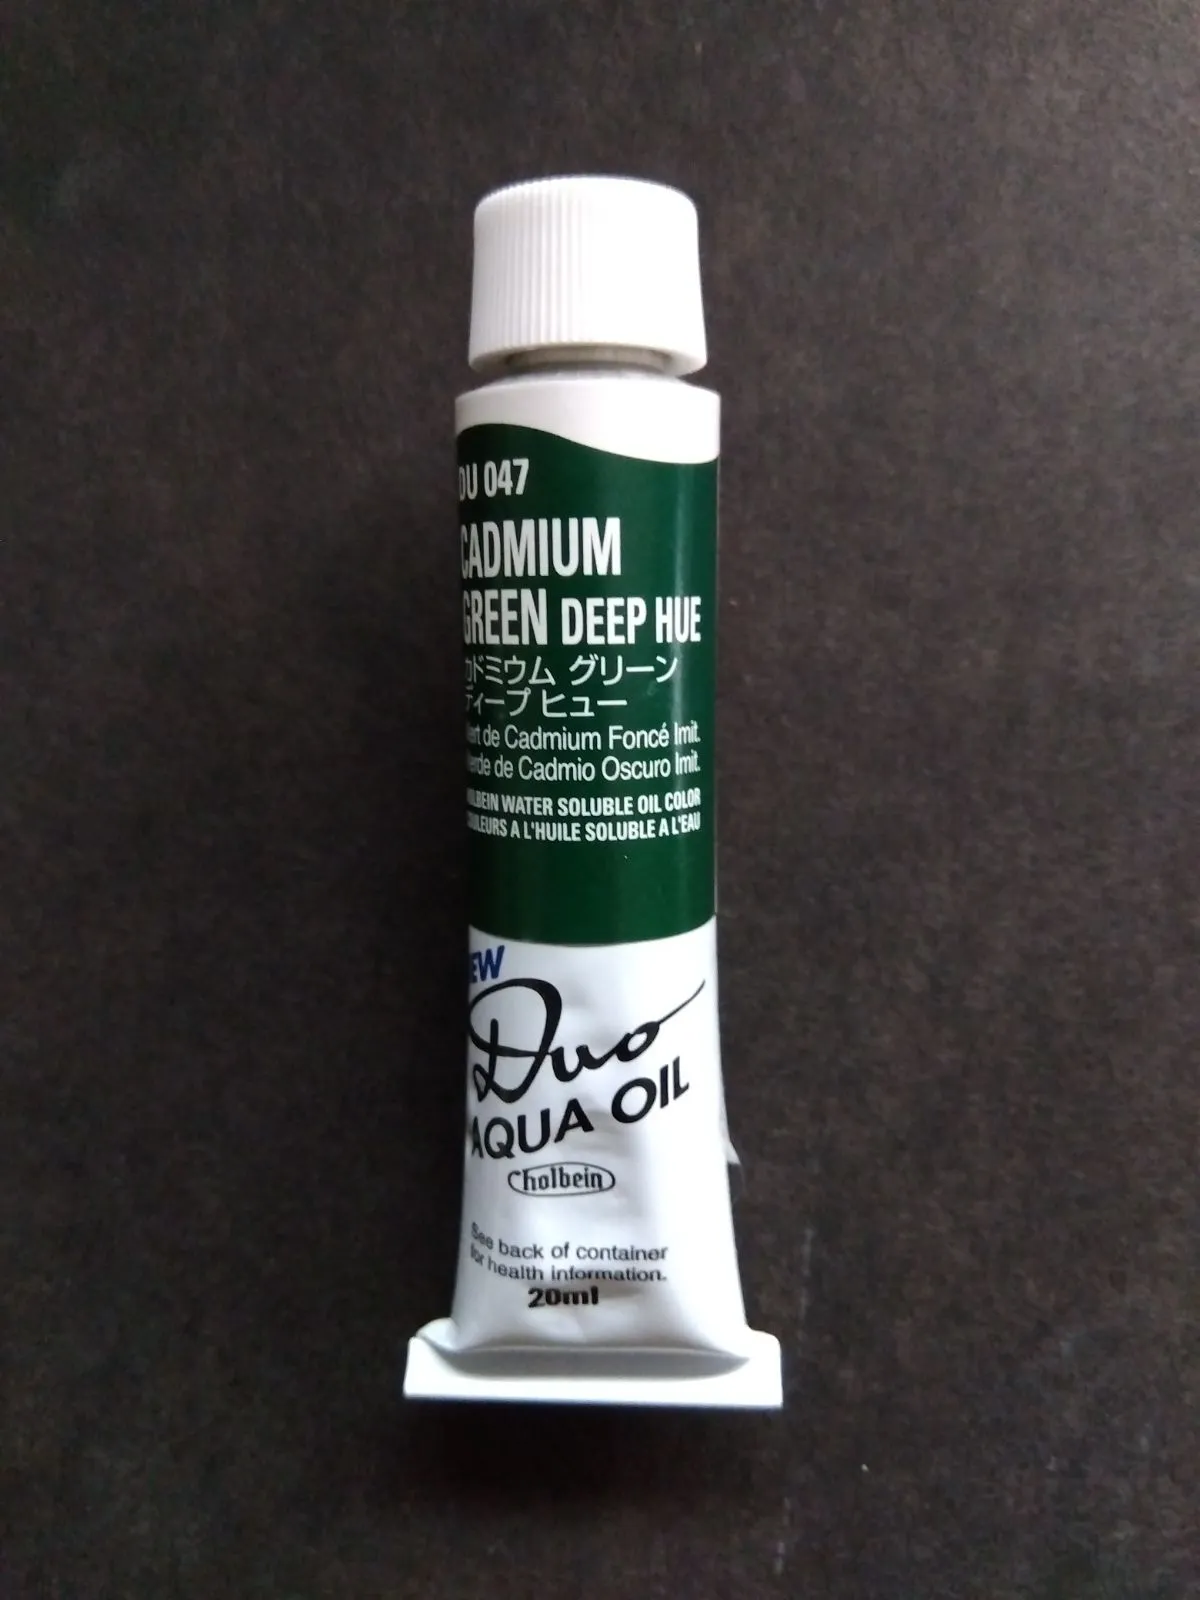 DU 047
CADMIUM
GREEN DEEP HUE
カドミウム グリーン
ディープ ヒュー
Vert de Cadmium Foncé Imit.
Verde de Cadmio Oscuro Imit.
HOLBEIN WATER SOLUBLE OIL COLOR
COULEURS A L'HUILE SOLUBLE A L'EAU
NEW
Duo
AQUA OIL
holbein
See back of container
for health information.
20ml